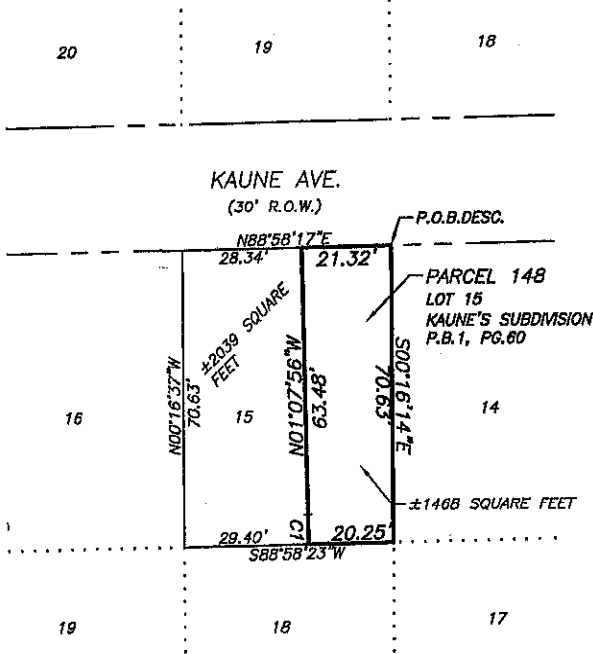 20
19
18
KAUNE AVE.
(30' R.O.W.)
P.O.B.DESC.
N88°58'17"E
28.34'
21.32'
PARCEL 148
LOT 15
KAUNE'S SUBDIVISION
P.B.1, PG.60
±2039 SQUARE
FEET
N00°16'37"W
70.63'
N01°07'56"W
63.48'
S00°16'14"E
70.63'
16
15
14
±1468 SQUARE FEET
C1
29.40'
20.25'
S88°58'23"W
19
18
17